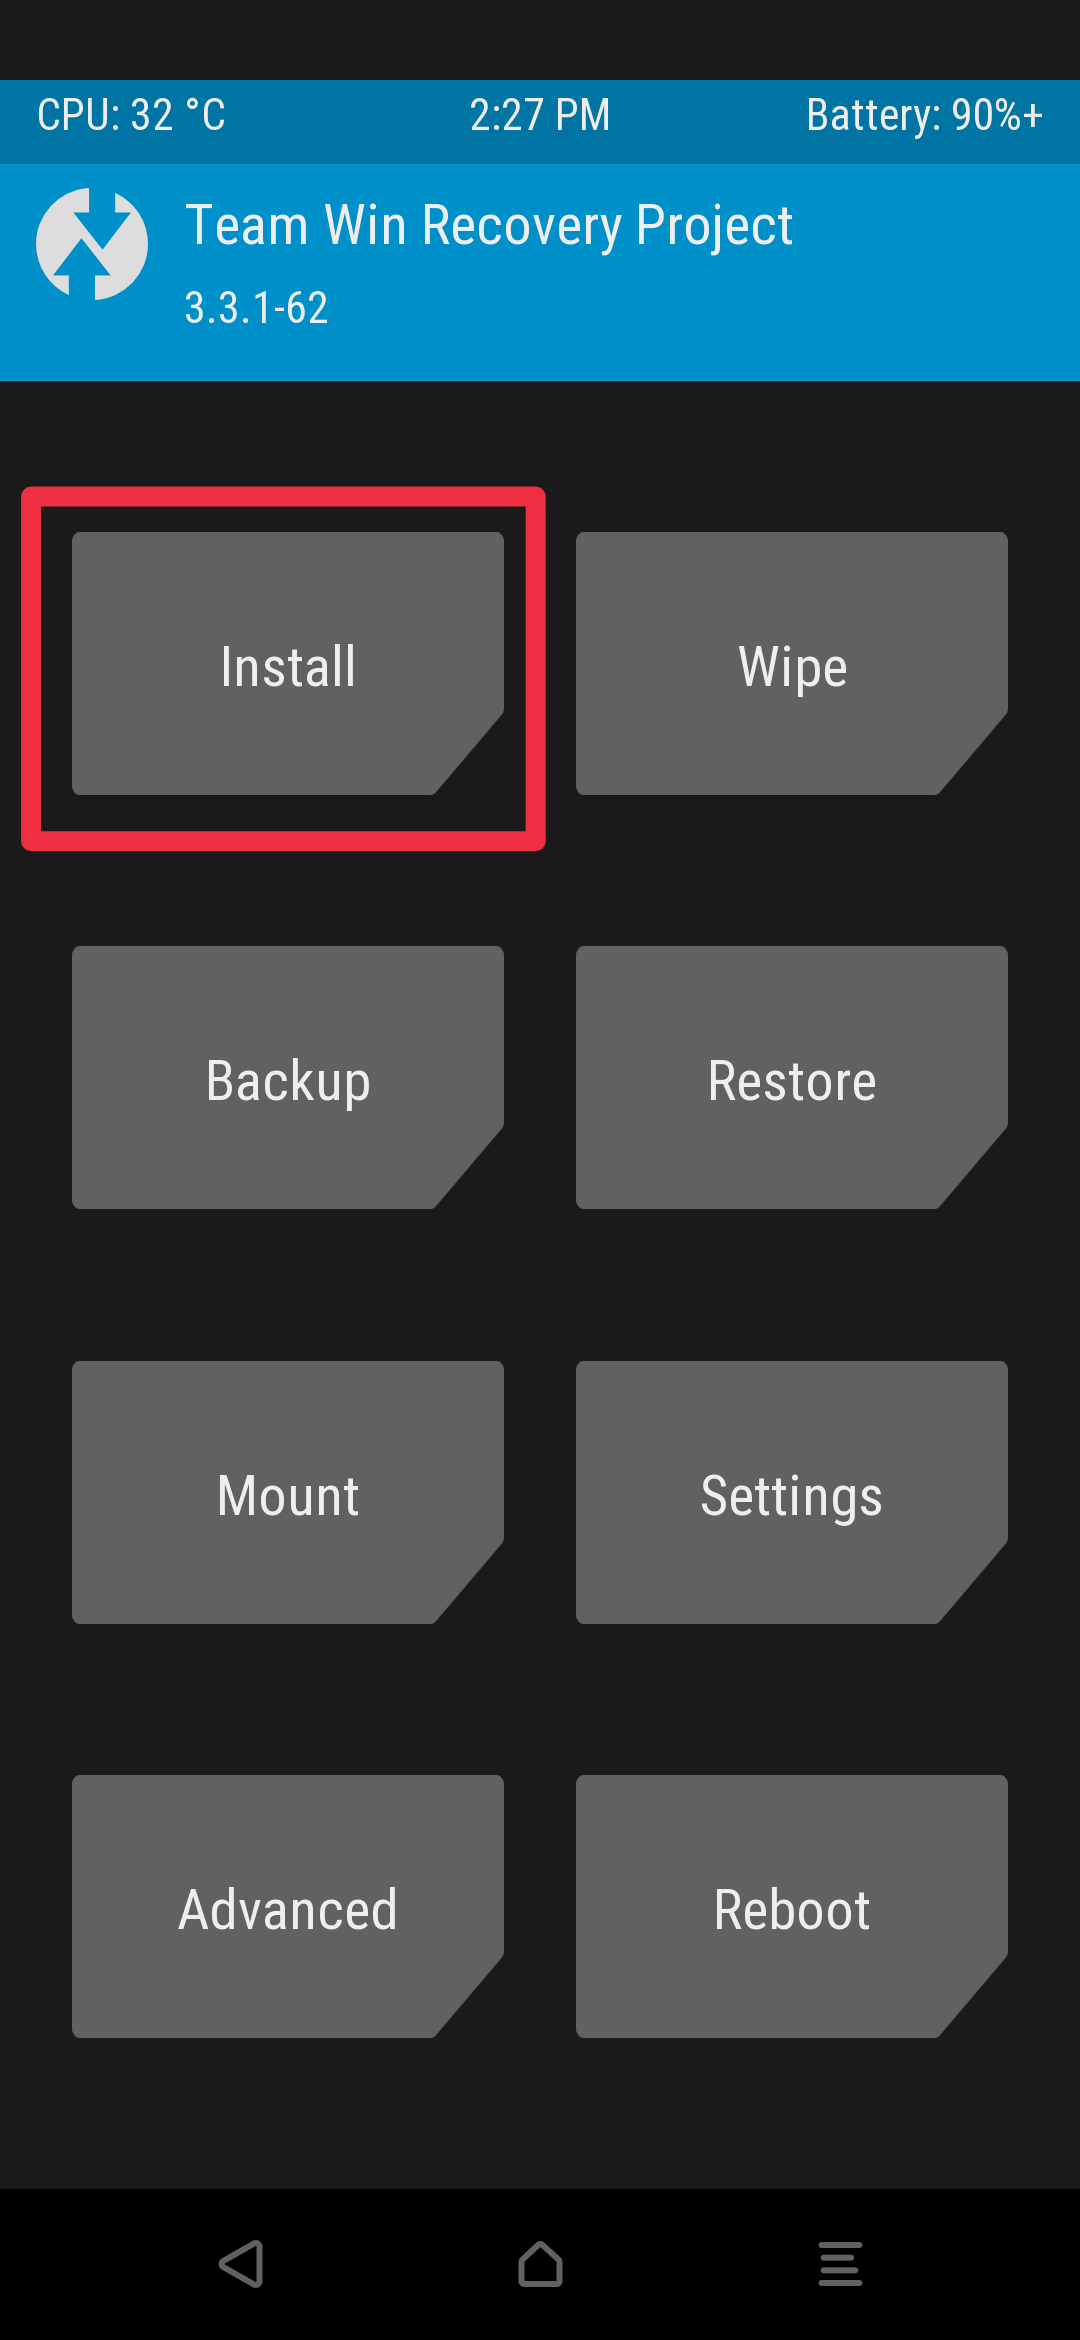 CPU: 32 °C 2:27 PM Battery: 90%+
Team Win Recovery Project
3.3.1-62
Install Wipe
Backup Restore
Mount Settings
Advanced Reboot